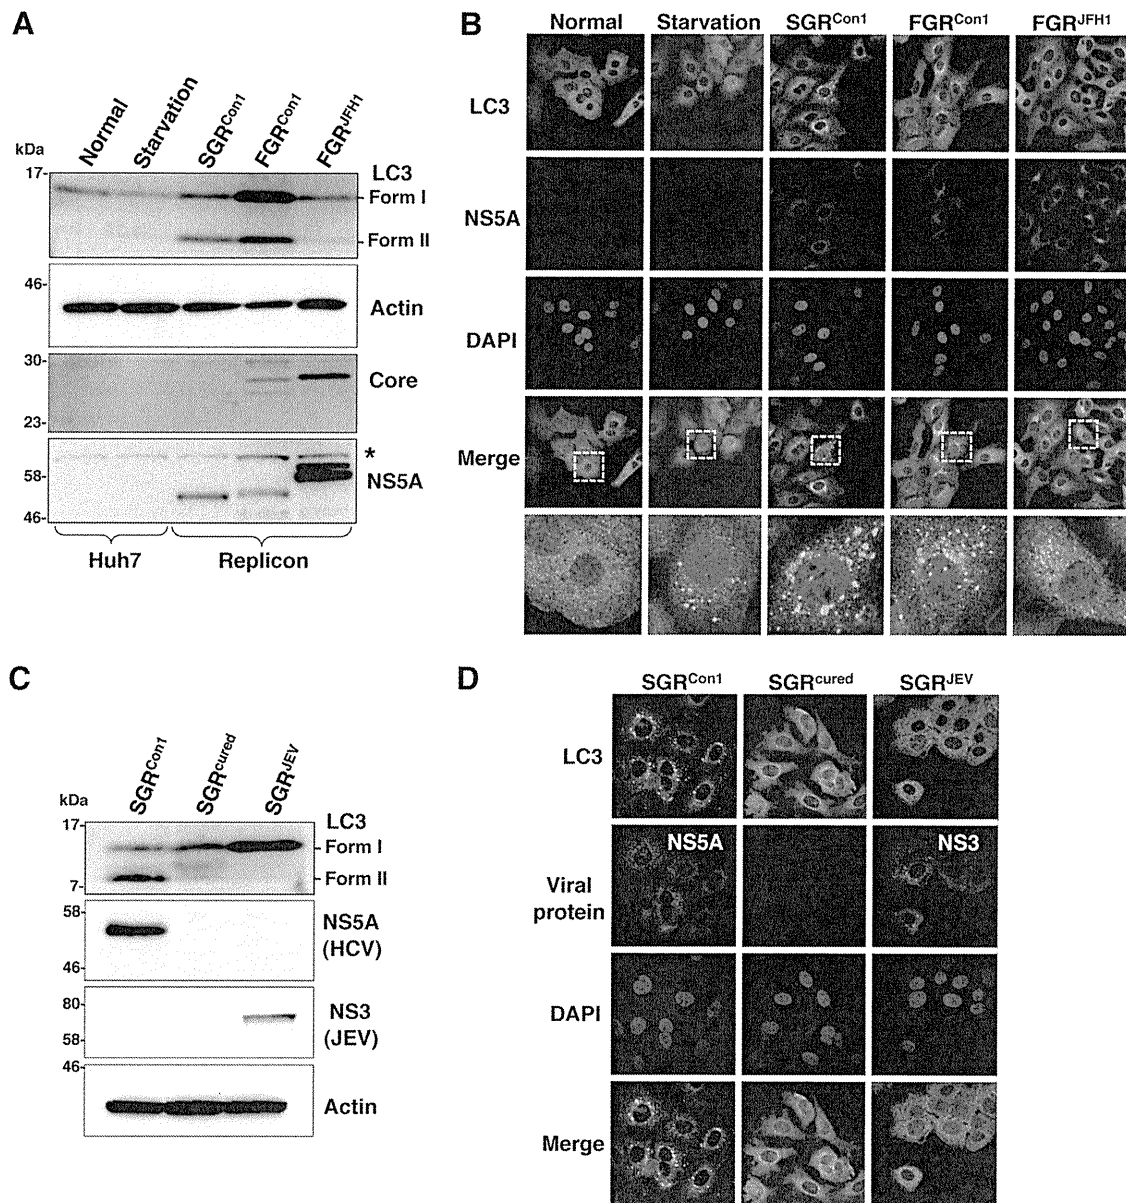 A
Normal
Starvation
SGRCon1
FGRCon1
FGRJFH1
kDa
17-
LC3
Form I
Form II
46-
Actin
30-
Core
23-
*
58-
NS5A
46-
Huh7
Replicon
B
Normal
Starvation
SGRCon1
FGRCon1
FGRJFH1
LC3
NS5A
DAPI
Merge
C
SGRCon1
SGRcured
SGRJEV
kDa
17-
LC3
Form I
Form II
7-
58-
NS5A
(HCV)
46-
80-
NS3
(JEV)
58-
46-
Actin
D
SGRCon1
SGRcured
SGRJEV
LC3
NS5A
NS3
Viral
protein
DAPI
Merge